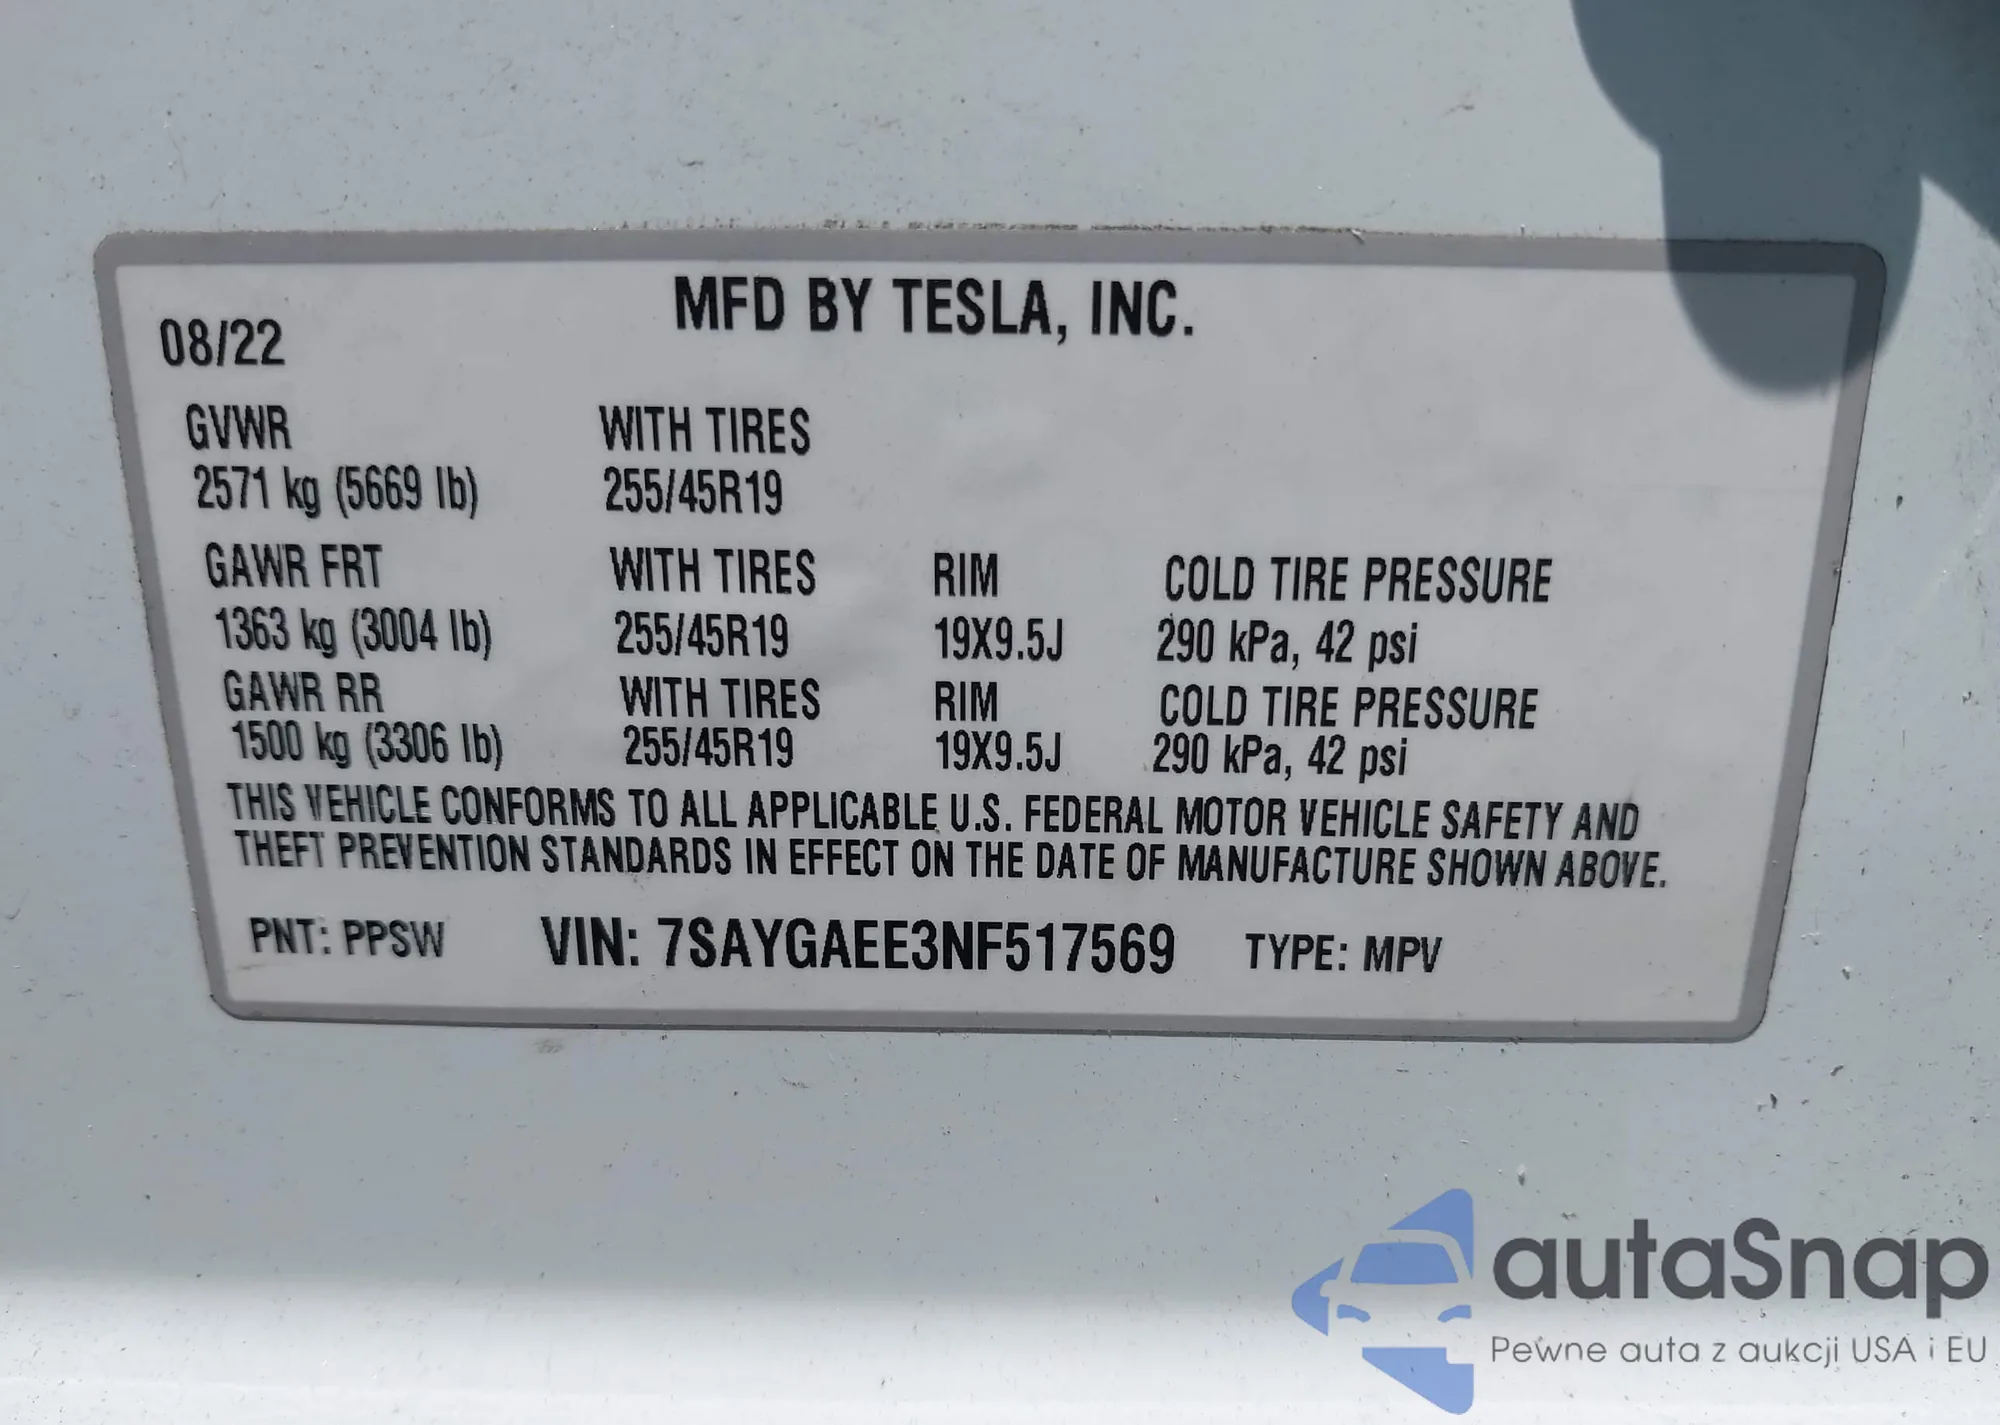 MFD BY TESLA, INC.
08/22
GVWR WITH TIRES
2571 kg (5669 lb) 255/45R19
GAWR FRT WITH TIRES RIM COLD TIRE PRESSURE
1363 kg (3004 lb) 255/45R19 19X9.5J 290 kPa, 42 psi
GAWR RR WITH TIRES RIM COLD TIRE PRESSURE
1500 kg (3306 lb) 255/45R19 19X9.5J 290 kPa, 42 psi
THIS VEHICLE CONFORMS TO ALL APPLICABLE U.S. FEDERAL MOTOR VEHICLE SAFETY AND
THEFT PREVENTION STANDARDS IN EFFECT ON THE DATE OF MANUFACTURE SHOWN ABOVE.
PNT: PPSW VIN: 7SAYGAEE3NF517569 TYPE: MPV
autaSnap
Pewne auta z aukcji USA i EU